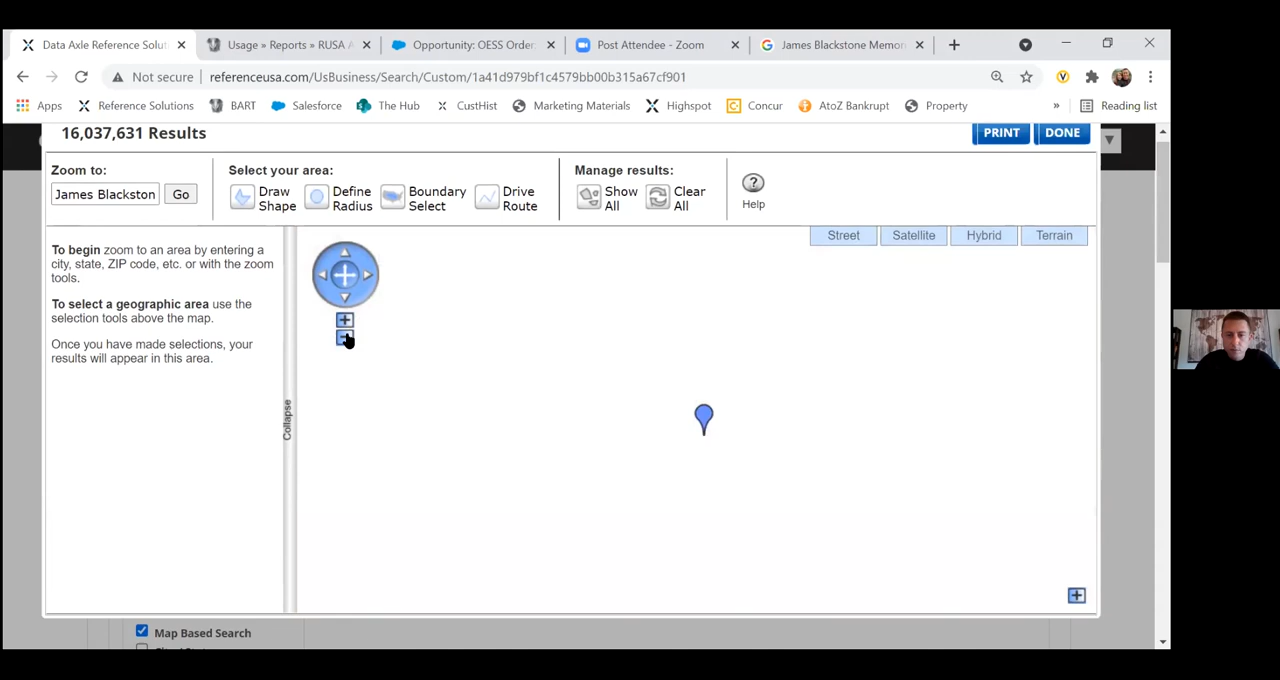 Data Axle Reference Soluti
Usage » Reports » RUSA A
Opportunity: OESS Order:
Post Attendee - Zoom
James Blackstone Memor
Not secure
referenceusa.com/UsBusiness/Search/Custom/1a41d979bf1c4579bb00b315a67cf901
Apps
Reference Solutions
BART
Salesforce
The Hub
CustHist
Marketing Materials
Highspot
Concur
AtoZ Bankrupt
Property
»
Reading list
16,037,631 Results
PRINT
DONE
Zoom to:
James Blackston
Go
Select your area:
Draw
Shape
Define
Radius
Boundary
Select
Drive
Route
Manage results:
Show
All
Clear
All
Help
To begin zoom to an area by entering a
city, state, ZIP code, etc. or with the zoom
tools.
To select a geographic area use the
selection tools above the map.
Once you have made selections, your
results will appear in this area.
Collapse
Street
Satellite
Hybrid
Terrain
Map Based Search